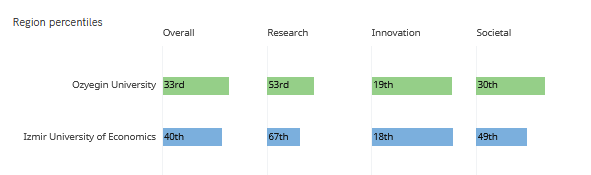 Region percentiles
Overall Research Innovation Societal
Ozyegin University 33rd 53rd 19th 30th
Izmir University of Economics 40th 67th 18th 49th